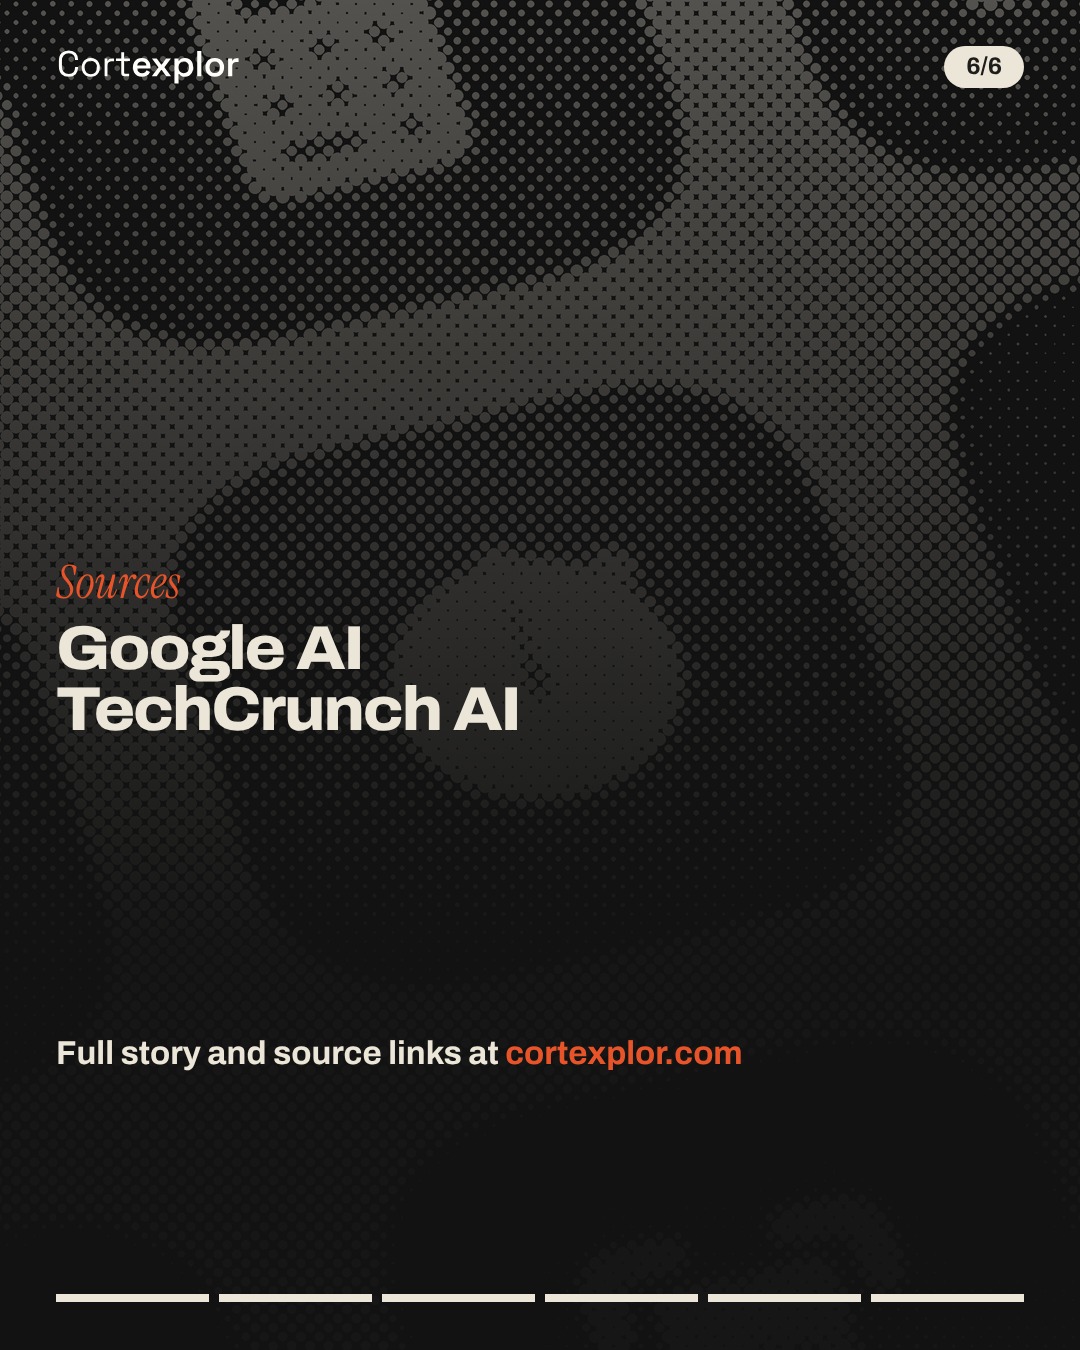 Cortexplor
6/6
Sources
Google AI
TechCrunch AI
Full story and source links at cortexplor.com